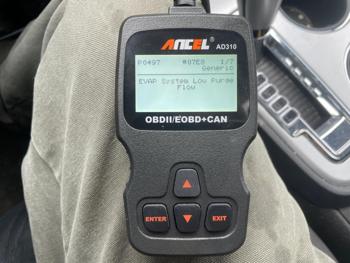 ANCEL
AD310
P0497 $07E8 1/7
Generic
EVAP System Low Purge
Flow
OBDII/EOBD+CAN
ENTER
EXIT